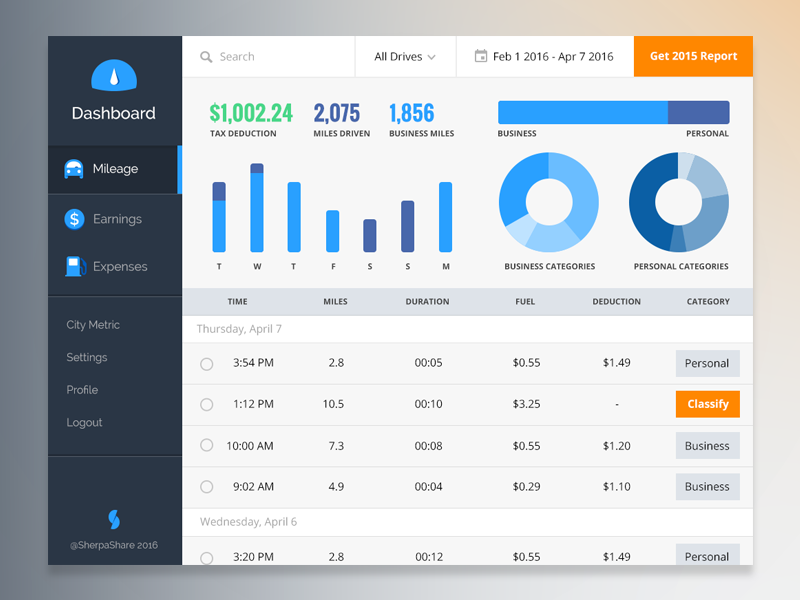 Dashboard
Mileage
$
Earnings
Expenses
City Metric
Settings
Profile
Logout
@SherpaShare 2016
Search
All Drives
Feb 1 2016 - Apr 7 2016
Get 2015 Report
$1,002.24 2,075 1,856
TAX DEDUCTION MILES DRIVEN BUSINESS MILES
BUSINESS PERSONAL
T W T F S S M
BUSINESS CATEGORIES PERSONAL CATEGORIES
TIME MILES DURATION FUEL DEDUCTION CATEGORY
Thursday, April 7
3:54 PM 2.8 00:05 $0.55 $1.49 Personal
1:12 PM 10.5 00:10 $3.25 - Classify
10:00 AM 7.3 00:08 $0.55 $1.20 Business
9:02 AM 4.9 00:04 $0.29 $1.10 Business
Wednesday, April 6
3:20 PM 2.8 00:12 $0.55 $1.49 Personal